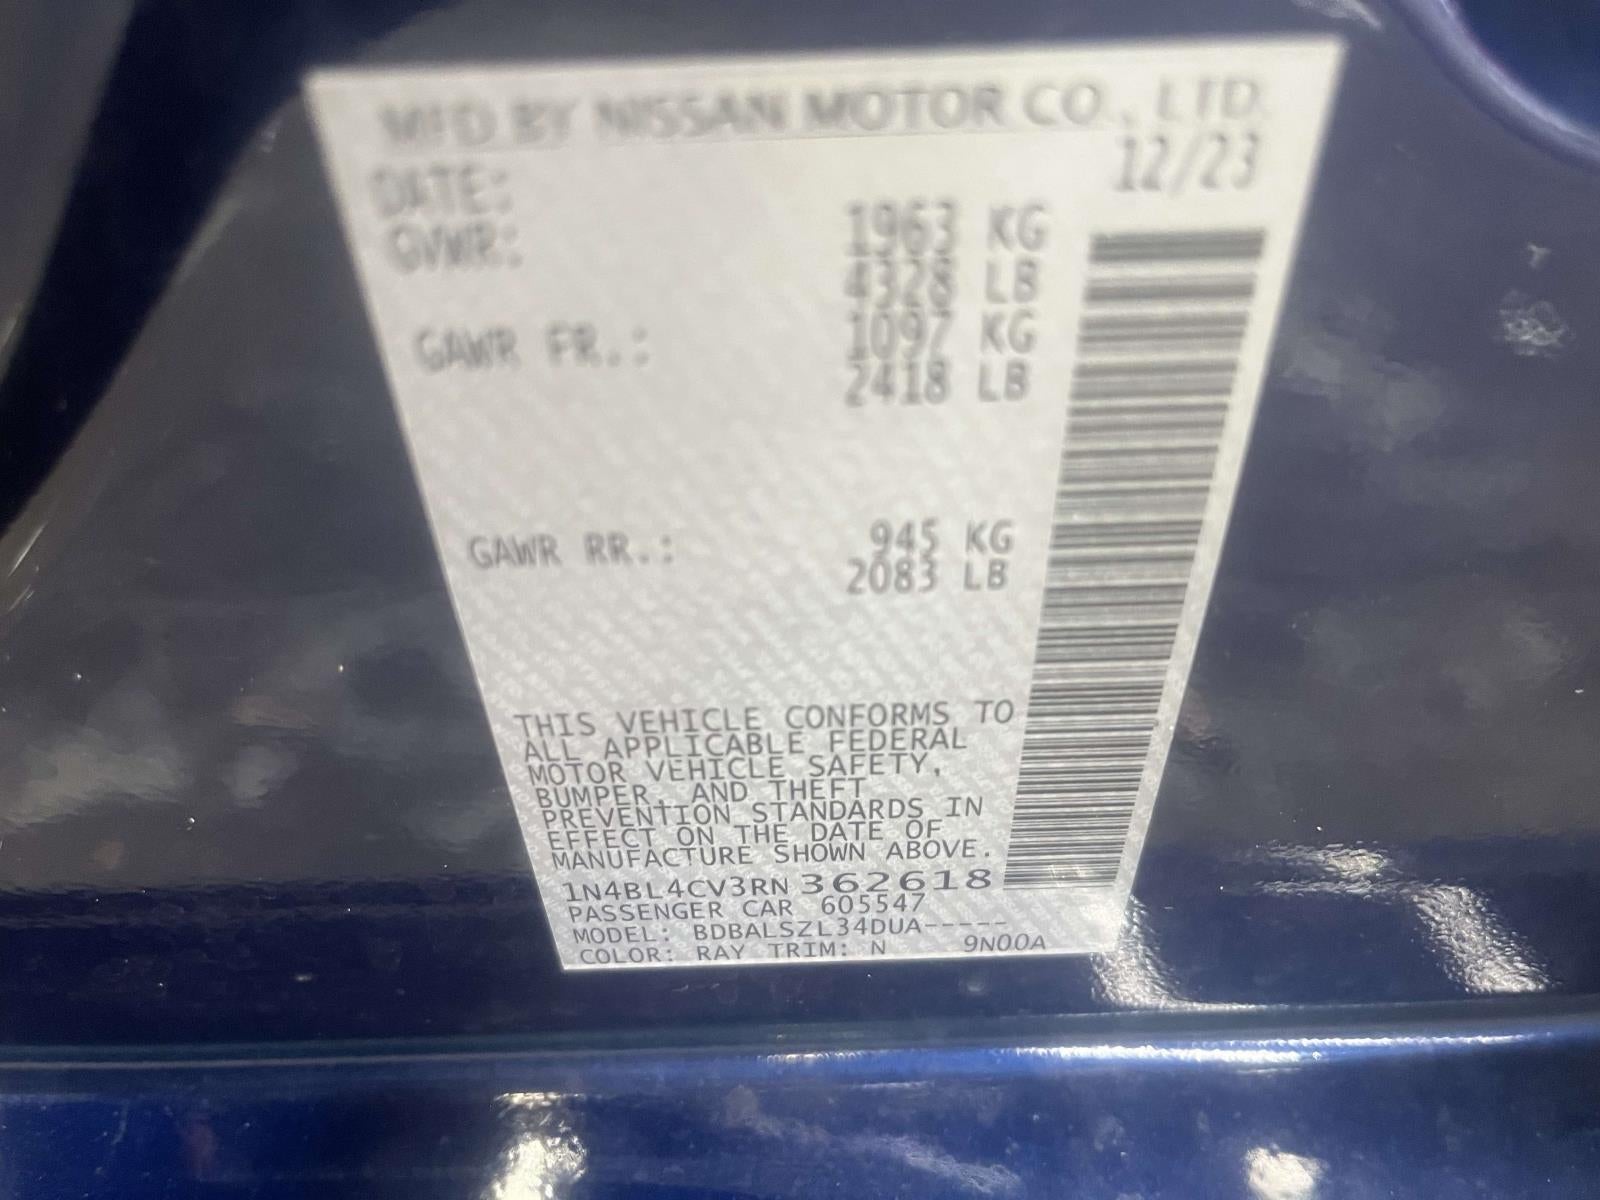 MFD BY NISSAN MOTOR CO., LTD.
DATE: 12/23
GVWR: 1963 KG
4328 LB
GAWR FR.: 1097 KG
2418 LB
GAWR RR.: 945 KG
2083 LB
THIS VEHICLE CONFORMS TO
ALL APPLICABLE FEDERAL
MOTOR VEHICLE SAFETY,
BUMPER, AND THEFT
PREVENTION STANDARDS IN
EFFECT ON THE DATE OF
MANUFACTURE SHOWN ABOVE.
1N4BL4CV3RN362618
PASSENGER CAR 605547
MODEL: BDBALSZL34DUA-----
COLOR: RAY TRIM: N 9N00A